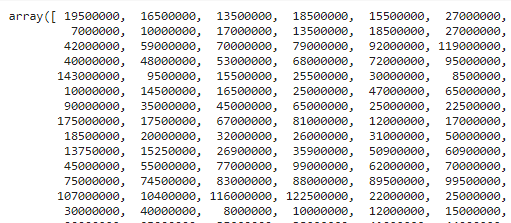 array([ 19500000, 16500000, 13500000, 18500000, 15500000, 27000000,
7000000, 10000000, 17000000, 13500000, 18500000, 27000000,
42000000, 59000000, 70000000, 79000000, 92000000, 119000000,
40000000, 48000000, 53000000, 68000000, 72000000, 95000000,
143000000, 9500000, 15500000, 25500000, 30000000, 8500000,
10000000, 14500000, 16500000, 25000000, 47000000, 65000000,
90000000, 35000000, 45000000, 65000000, 25000000, 22500000,
175000000, 17500000, 67000000, 81000000, 12000000, 17000000,
18500000, 20000000, 32000000, 26000000, 31000000, 50000000,
13750000, 15250000, 26900000, 35900000, 50900000, 60900000,
45000000, 55000000, 77000000, 99000000, 62000000, 70000000,
75000000, 74500000, 83000000, 88000000, 89500000, 99500000,
107000000, 10400000, 116000000, 122500000, 22000000, 25000000,
30000000, 40000000, 8000000, 10000000, 12000000, 15000000,